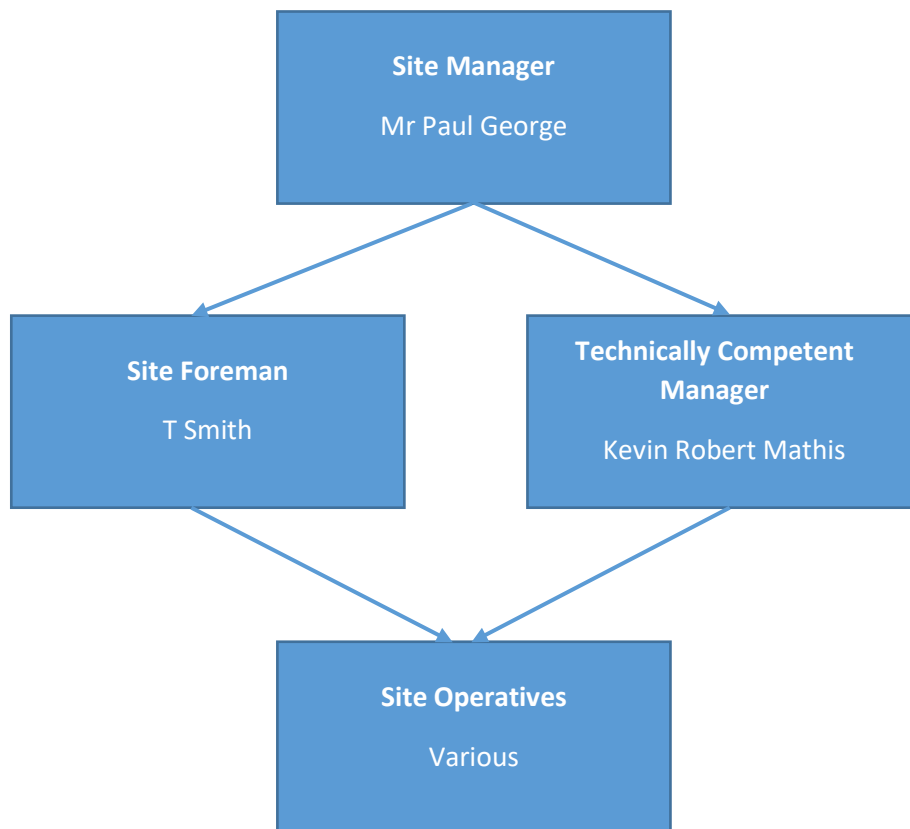 Site Manager
Mr Paul George
Site Foreman
T Smith
Technically Competent
Manager
Kevin Robert Mathis
Site Operatives
Various